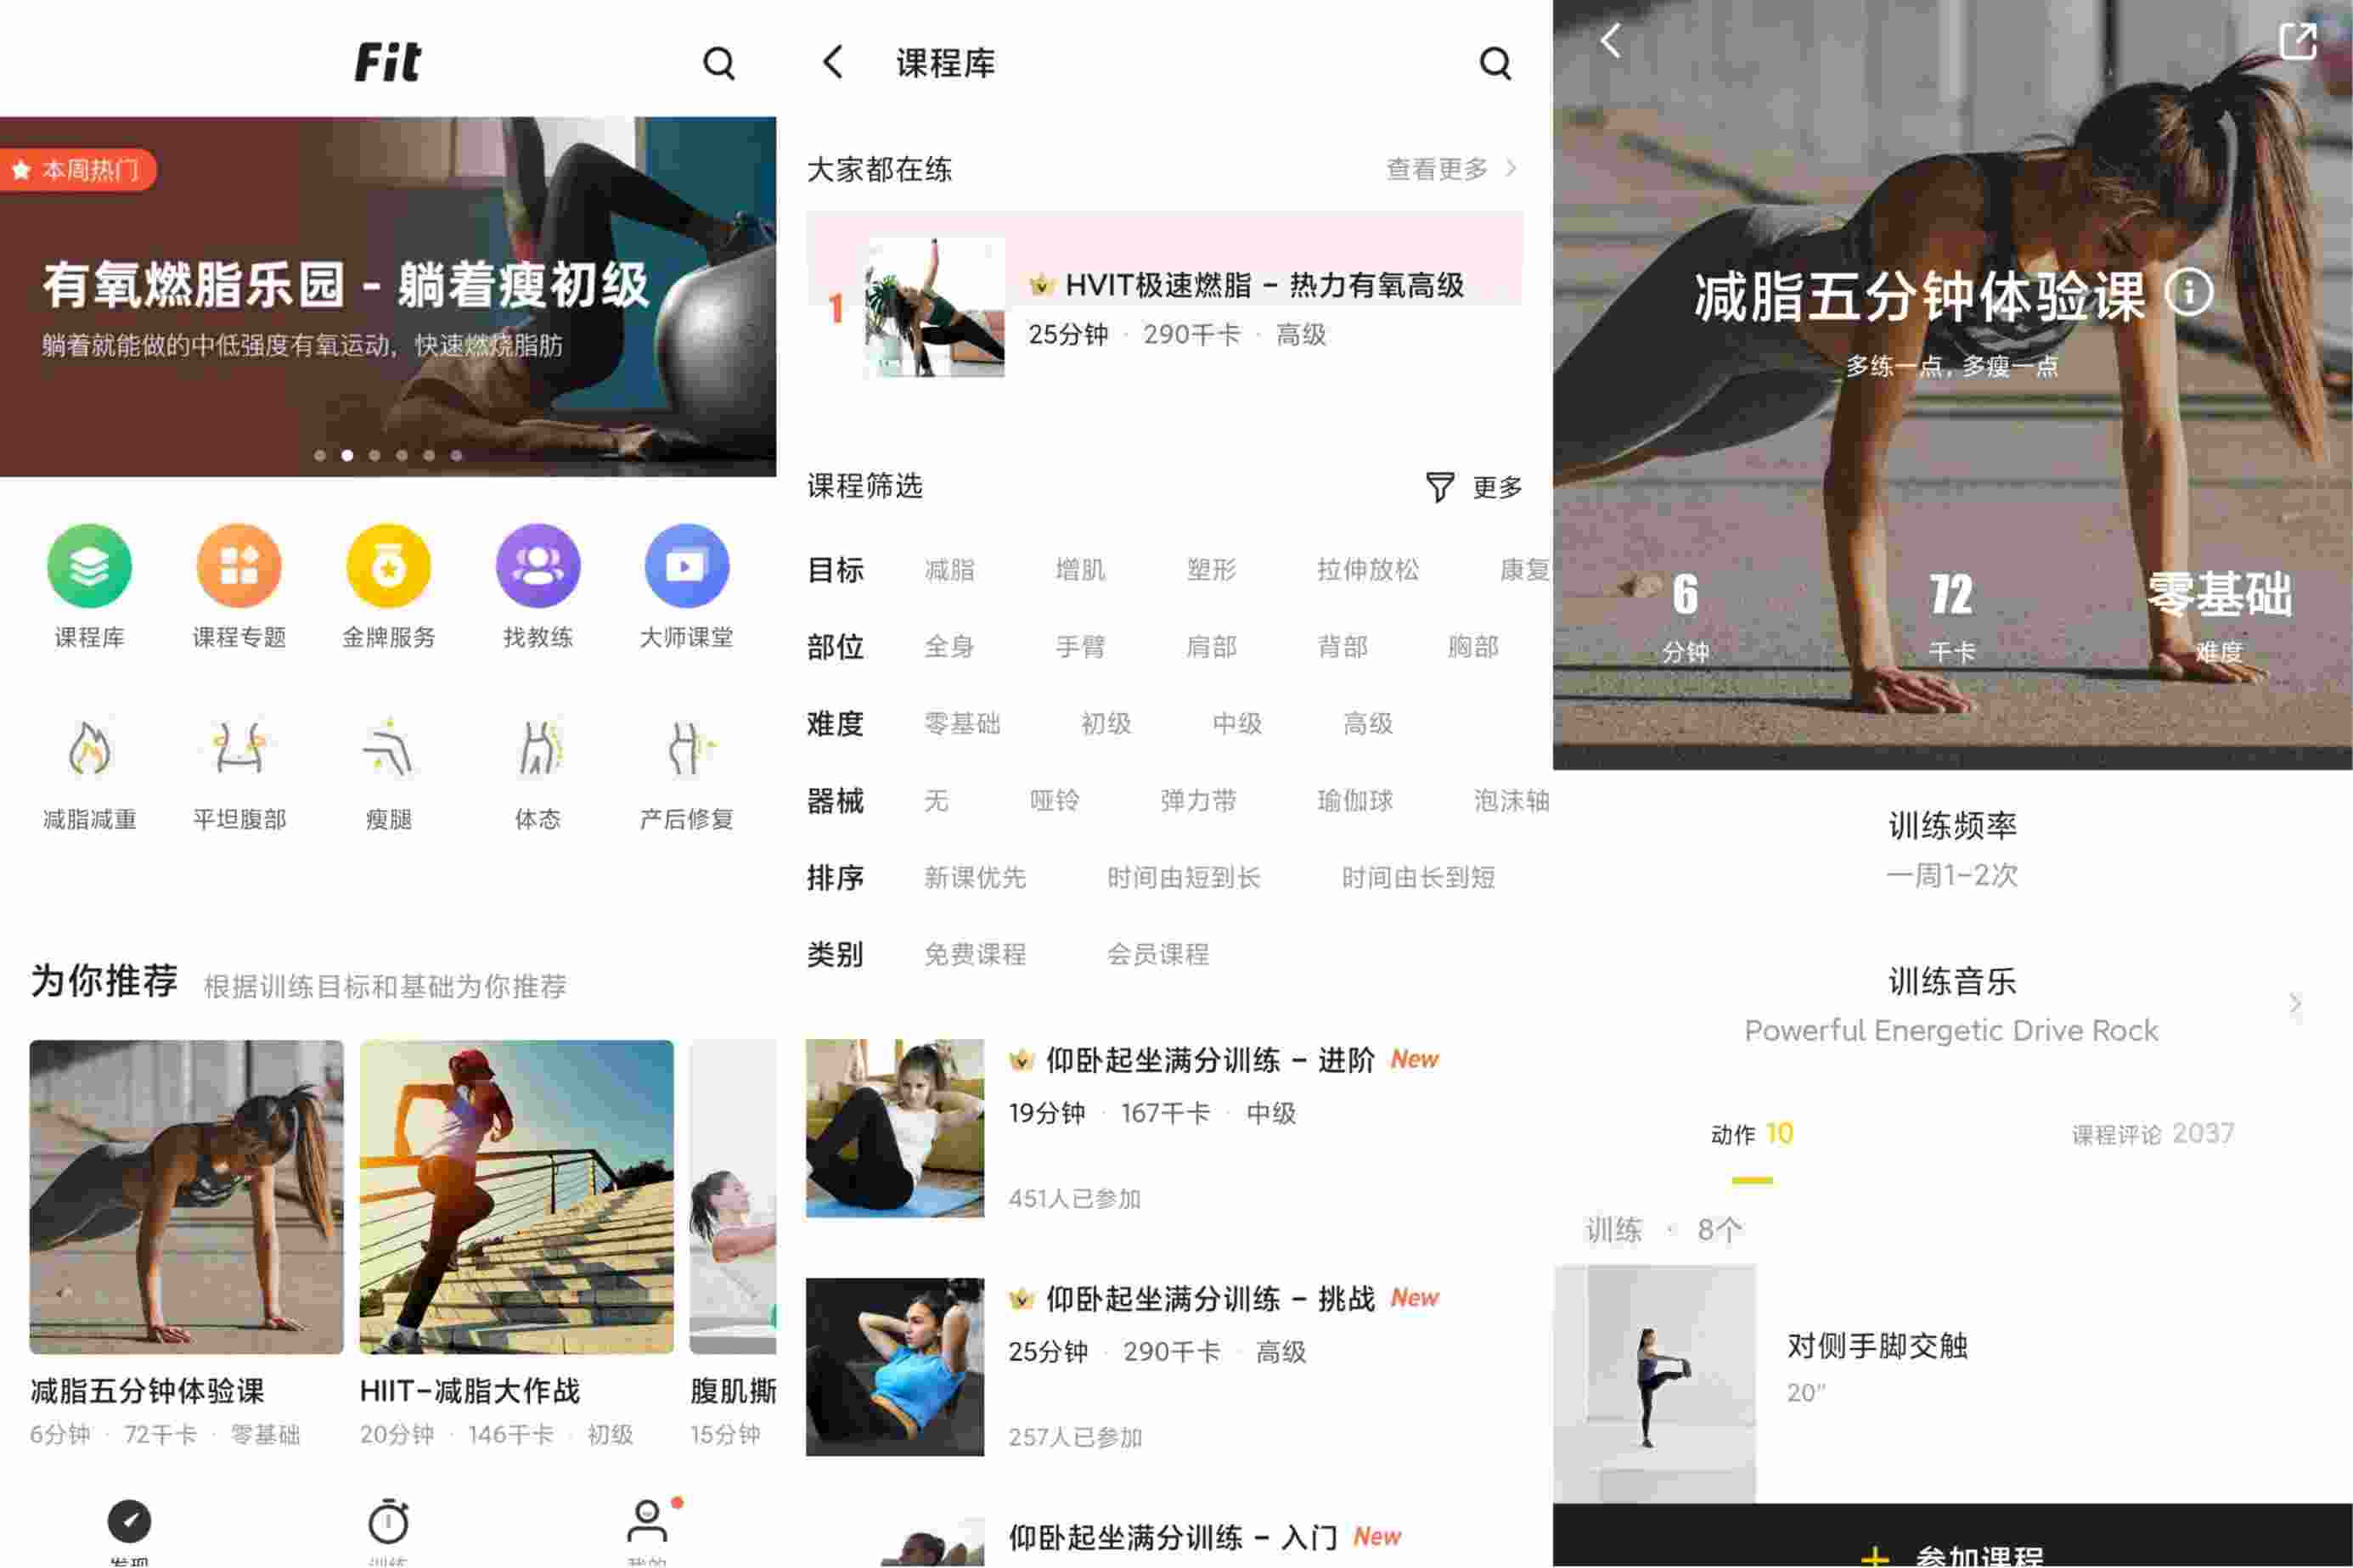 Fit
本周热门
有氧燃脂乐园 - 躺着瘦初级
躺着就能做的中低强度有氧运动，快速燃烧脂肪
课程库 课程专题 金牌服务 找教练 大师课堂
减脂减重 平坦腹部 瘦腿 体态 产后修复
为你推荐 根据训练目标和基础为你推荐
减脂五分钟体验课 HIIT-减脂大作战 腹肌撕
6分钟 · 72千卡 · 零基础 20分钟 · 146千卡 · 初级 15分钟
发现 训练 我的
课程库
大家都在练 查看更多
1
HVIT极速燃脂 - 热力有氧高级
25分钟 · 290千卡 · 高级
课程筛选 更多
目标 减脂 增肌 塑形 拉伸放松 康复
部位 全身 手臂 肩部 背部 胸部
难度 零基础 初级 中级 高级
器械 无 哑铃 弹力带 瑜伽球 泡沫轴
排序 新课优先 时间由短到长 时间由长到短
类别 免费课程 会员课程
仰卧起坐满分训练 - 进阶 New
19分钟 · 167千卡 · 中级
451人已参加
仰卧起坐满分训练 - 挑战 New
25分钟 · 290千卡 · 高级
257人已参加
仰卧起坐满分训练 - 入门 New
减脂五分钟体验课
多练一点, 多瘦一点
6 72 零基础
分钟 千卡 难度
训练频率
一周1-2次
训练音乐
Powerful Energetic Drive Rock
动作 10 课程评论 2037
训练 · 8个
对侧手脚交触
20"
+ 参加课程